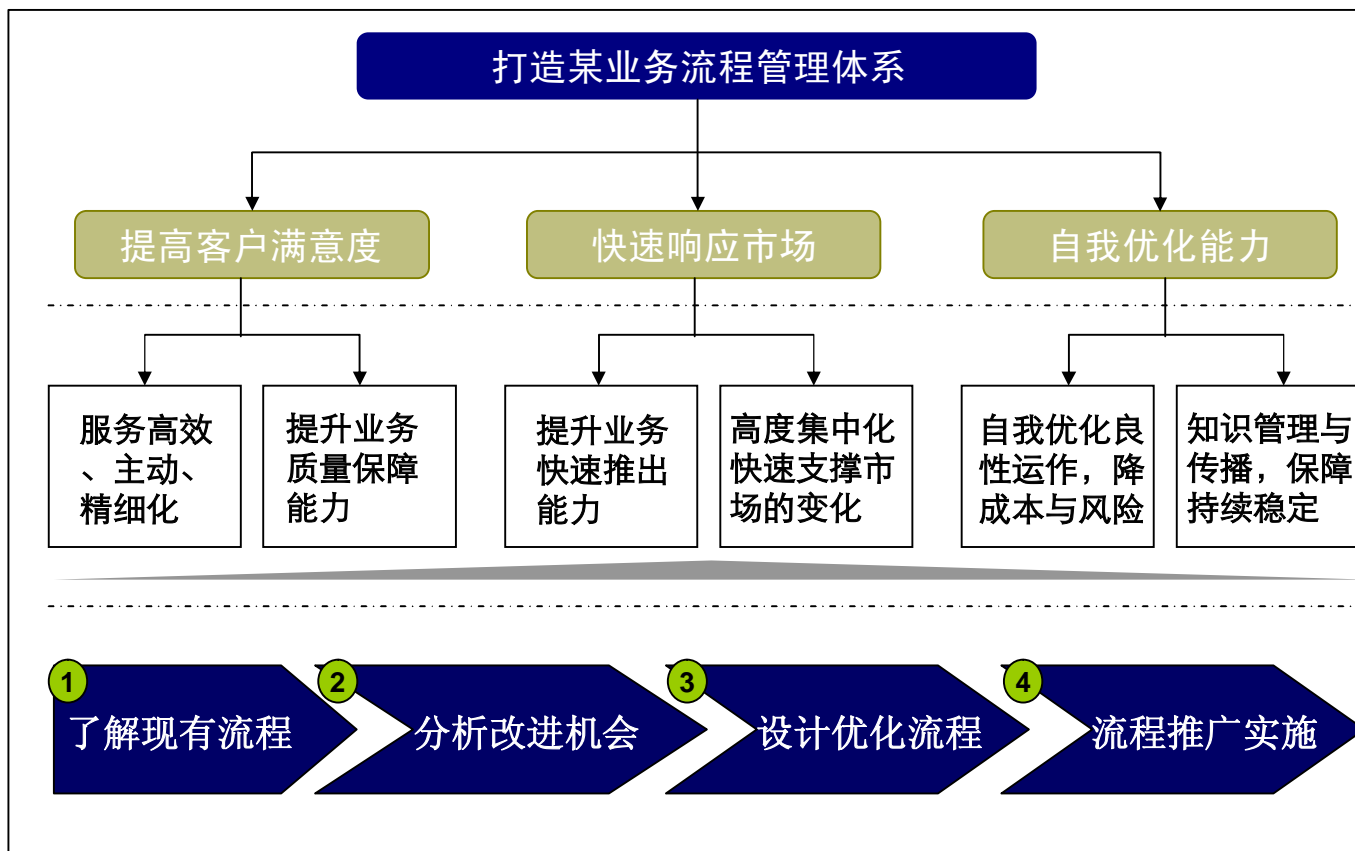 打造某业务流程管理体系
提高客户满意度
快速响应市场
自我优化能力
服务高效
、主动、
精细化
提升业务
质量保障
能力
提升业务
快速推出
能力
高度集中化
快速支撑市
场的变化
自我优化良
性运作，降
成本与风险
知识管理与
传播，保障
持续稳定
1
了解现有流程
2
分析改进机会
3
设计优化流程
4
流程推广实施